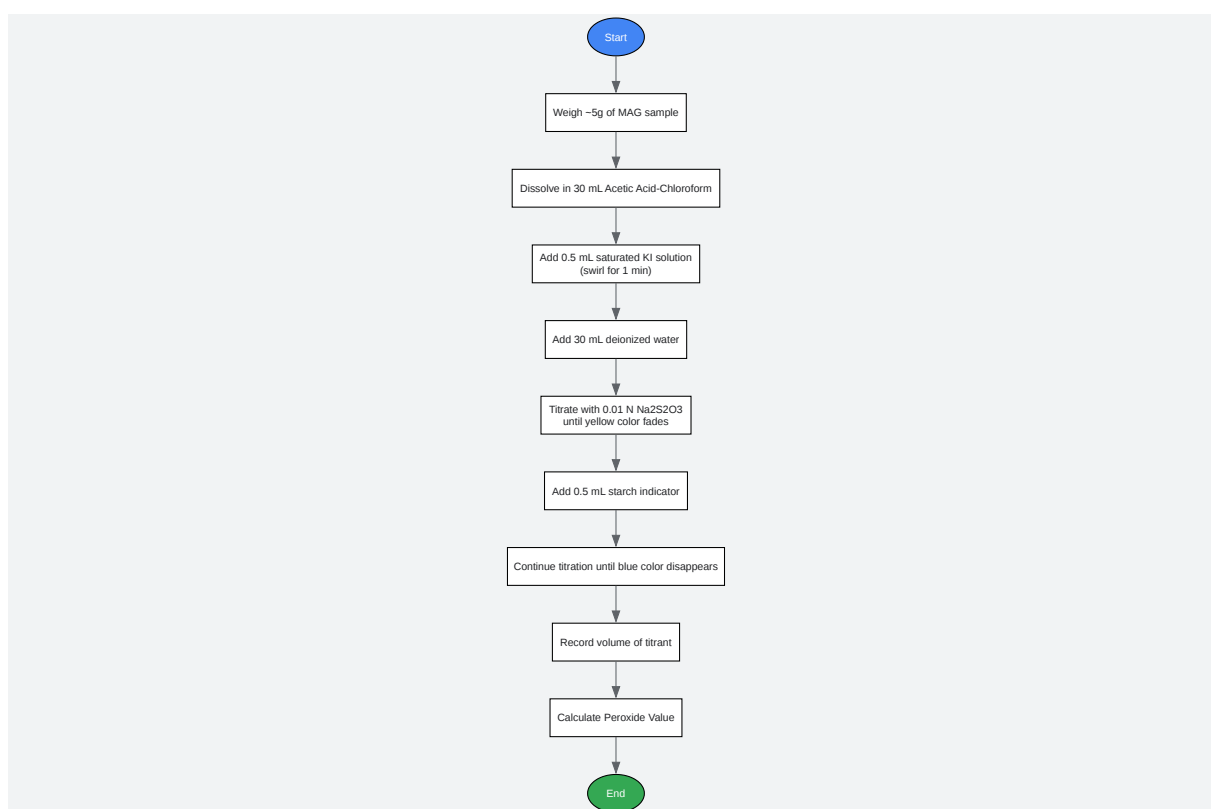 Start
Weigh ~5g of MAG sample
Dissolve in 30 mL Acetic Acid-Chloroform
Add 0.5 mL saturated KI solution
(swirl for 1 min)
Add 30 mL deionized water
Titrate with 0.01 N Na2S2O3
until yellow color fades
Add 0.5 mL starch indicator
Continue titration until blue color disappears
Record volume of titrant
Calculate Peroxide Value
End